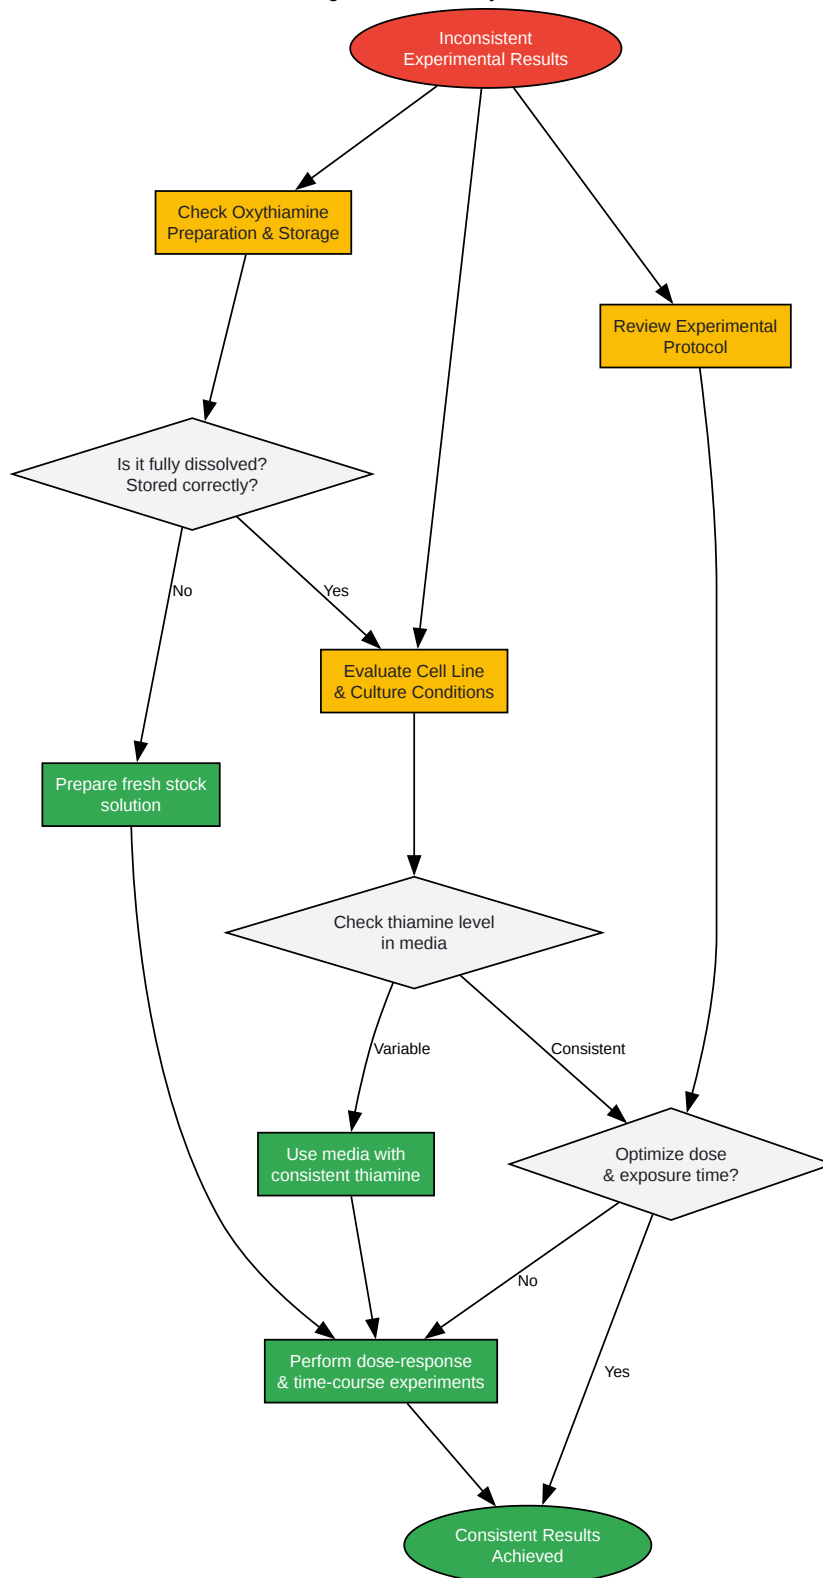 Inconsistent
Experimental Results
Check Oxythiamine
Preparation & Storage
Review Experimental
Protocol
Is it fully dissolved?
Stored correctly?
No
Yes
Evaluate Cell Line
& Culture Conditions
Prepare fresh stock
solution
Check thiamine level
in media
Variable
Consistent
Use media with
consistent thiamine
Optimize dose
& exposure time?
No
Perform dose-response
& time-course experiments
Yes
Consistent Results
Achieved